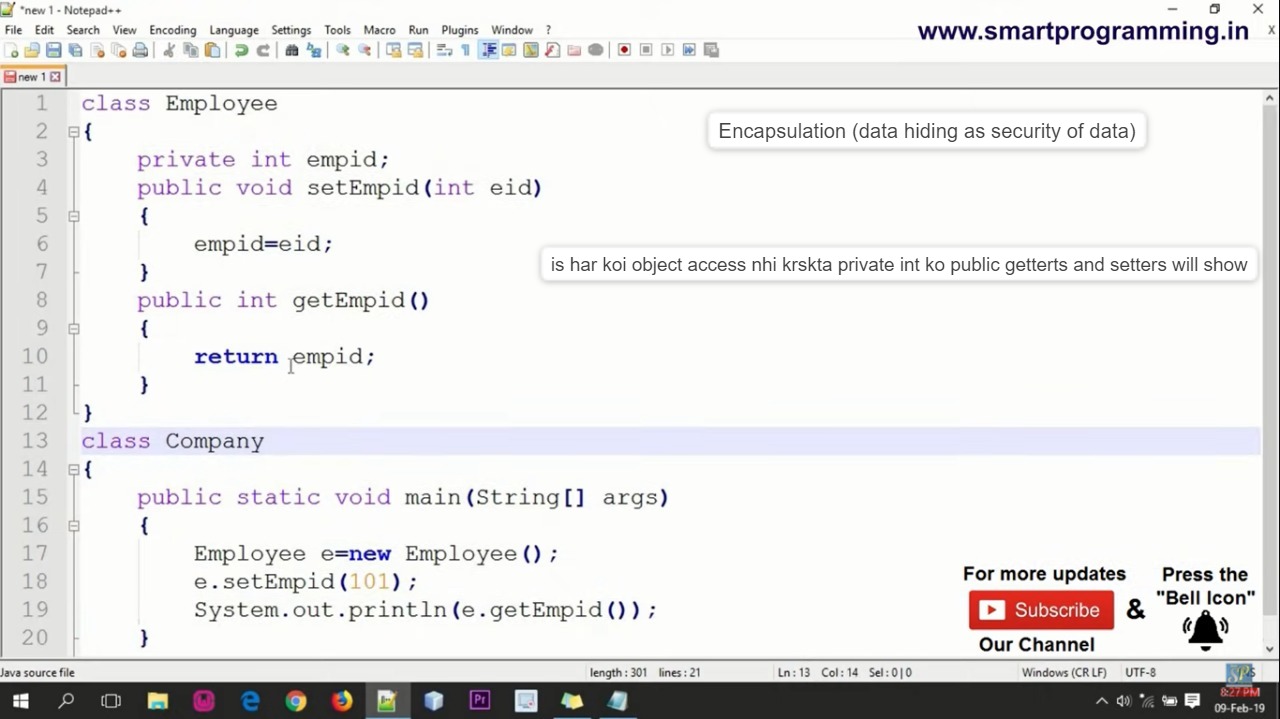 *new 1 - Notepad++
File Edit Search View Encoding Language Settings Tools Macro Run Plugins Window ?
www.smartprogramming.in
X
new 1
1 class Employee
2 {
Encapsulation (data hiding as security of data)
3 private int empid;
4 public void setEmpid(int eid)
5 {
6 empid=eid;
is har koi object access nhi krskta private int ko public getterts and setters will show
7 }
8 public int getEmpid()
9 {
10 return empid;
11 }
12 }
13 class Company
14 {
15 public static void main(String[] args)
16 {
17 Employee e=new Employee();
18 e.setEmpid(101);
19 System.out.println(e.getEmpid());
20 }
For more updates
Subscribe
Our Channel
&
Press the
"Bell Icon"
Java source file length : 301 lines : 21 Ln : 13 Col : 14 Sel : 0 | 0 Windows (CR LF) UTF-8
Pr
8:27 PM
09-Feb-19